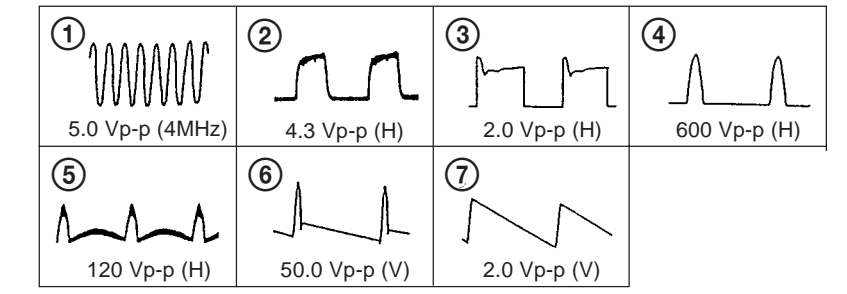 ① ② ③ ④
5.0 Vp-p (4MHz) 4.3 Vp-p (H) 2.0 Vp-p (H) 600 Vp-p (H)
⑤ ⑥ ⑦
120 Vp-p (H) 50.0 Vp-p (V) 2.0 Vp-p (V)